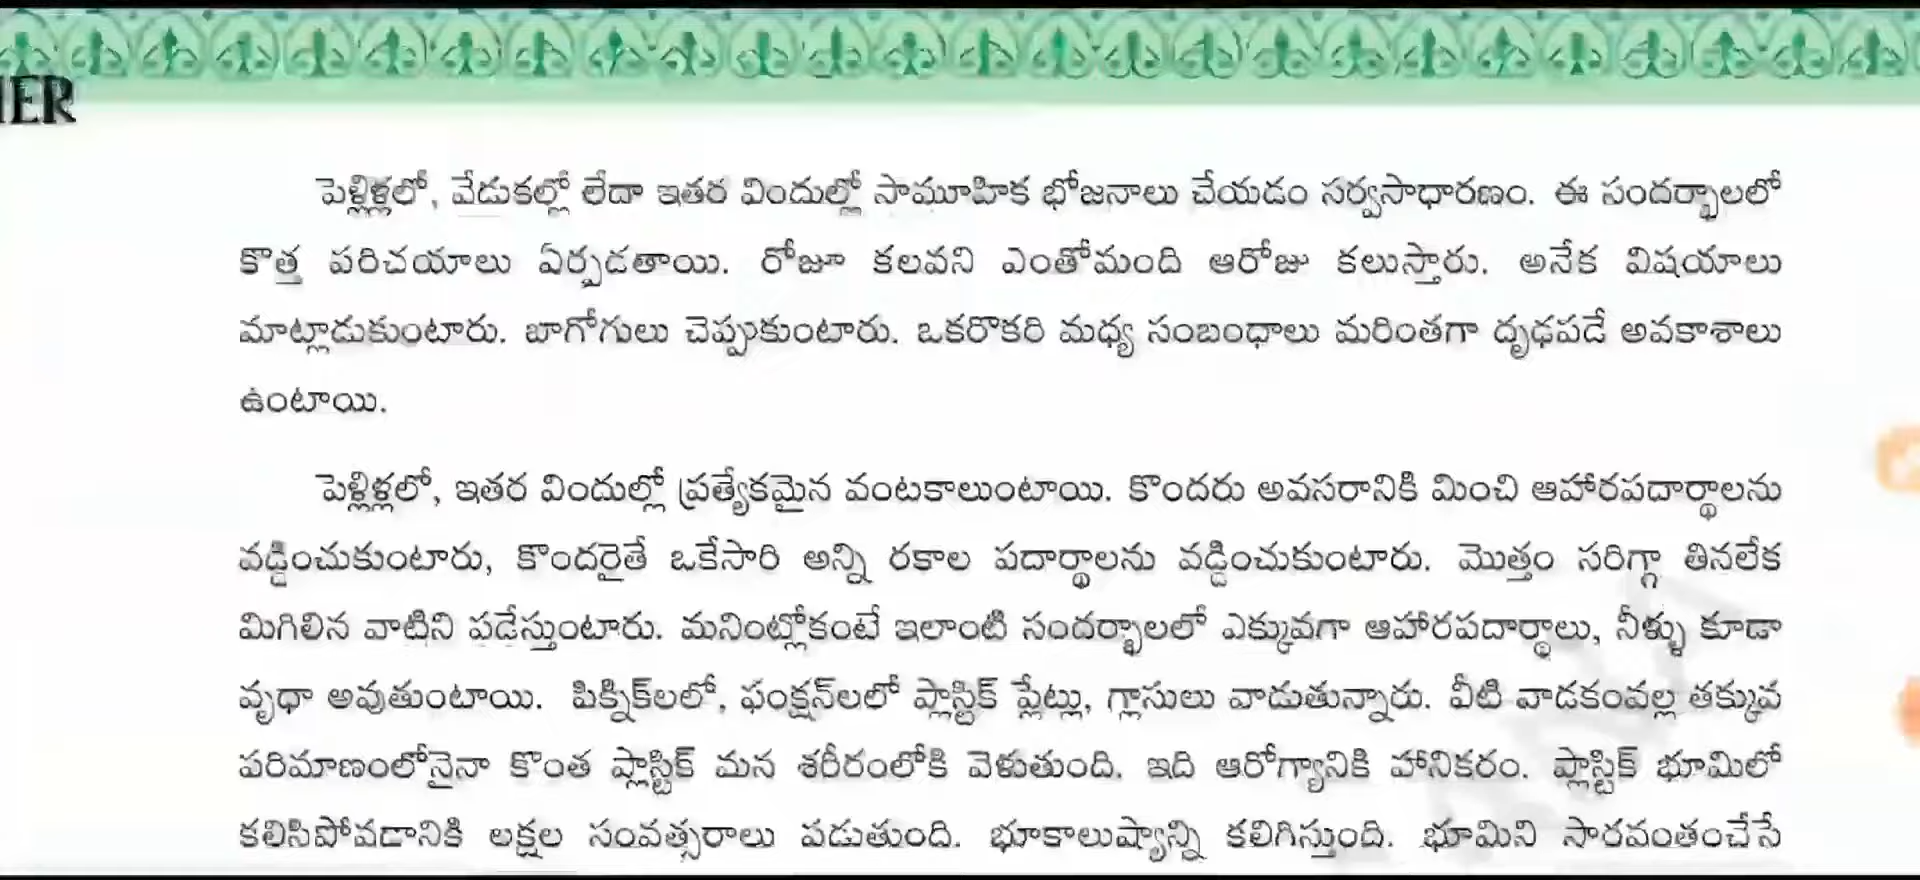 పెళ్లిళ్లలో, వేడుకల్లో లేదా ఇతర విందుల్లో సామూహిక భోజనాలు చేయడం సర్వసాధారణం. ఈ సందర్భాలలో
కొత్త పరిచయాలు ఏర్పడతాయి. రోజూ కలవని ఎంతోమంది ఆరోజు కలుస్తారు. అనేక విషయాలు
మాట్లాడుకుంటారు. బాగోగులు చెప్పుకుంటారు. ఒకరొకరి మధ్య సంబంధాలు మరింతగా దృఢపడే అవకాశాలు
ఉంటాయి.
పెళ్లిళ్లలో, ఇతర విందుల్లో ప్రత్యేకమైన వంటకాలుంటాయి. కొందరు అవసరానికి మించి ఆహారపదార్థాలను
వడ్డించుకుంటారు, కొందరైతే ఒకేసారి అన్ని రకాల పదార్థాలను వడ్డించుకుంటారు. మొత్తం సరిగ్గా తినలేక
మిగిలిన వాటిని పడేస్తుంటారు. మనింట్లోకంటే ఇలాంటి సందర్భాలలో ఎక్కువగా ఆహారపదార్థాలు, నీళ్ళు కూడా
వృధా అవుతుంటాయి. పిక్నిక్‌లలో, ఫంక్షన్‌లలో ప్లాస్టిక్ ప్లేట్లు, గ్లాసులు వాడుతున్నారు. వీటి వాడకంవల్ల తక్కువ
పరిమాణంలోనైనా కొంత ప్లాస్టిక్ మన శరీరంలోకి వెళుతుంది. ఇది ఆరోగ్యానికి హానికరం. ప్లాస్టిక్ భూమిలో
కలిసిపోవడానికి లక్షల సంవత్సరాలు పడుతుంది. భూకాలుష్యాన్ని కలిగిస్తుంది. భూమిని సారవంతంచేసే